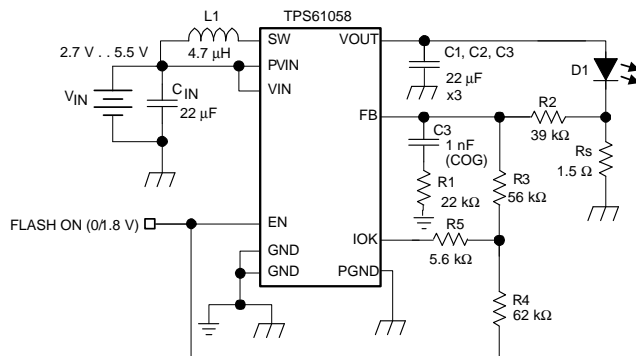 L1
TPS61058
2.7 V . . 5.5 V
4.7 µH
SW
VOUT
C1, C2, C3
PVIN
22 µF
x3
D1
VIN
CIN
VIN
22 µF
FB
R2
39 kΩ
C3
1 nF
(COG)
Rs
1.5 Ω
R1
22 kΩ
R3
56 kΩ
FLASH ON (0/1.8 V)
EN
IOK
R5
5.6 kΩ
GND
GND
PGND
R4
62 kΩ